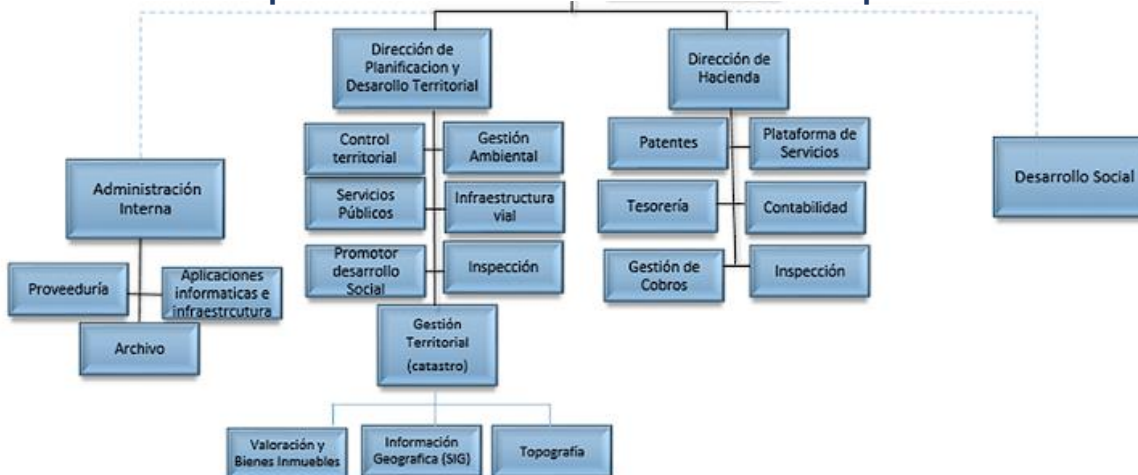 Dirección de
Planificacion y
Desarollo Territorial
Dirección de
Hacienda
Control
territorial
Gestión
Ambiental
Patentes
Plataforma de
Servicios
Administración
Interna
Desarrollo Social
Servicios
Públicos
Infraestructura
vial
Tesorería
Contabilidad
Promotor
desarrollo
Social
Inspección
Gestión de
Cobros
Inspección
Proveeduría
Aplicaciones
informaticas e
infraestrcutura
Archivo
Gestión
Territorial
(catastro)
Valoración y
Bienes Inmuebles
Información
Geografica (SIG)
Topografía